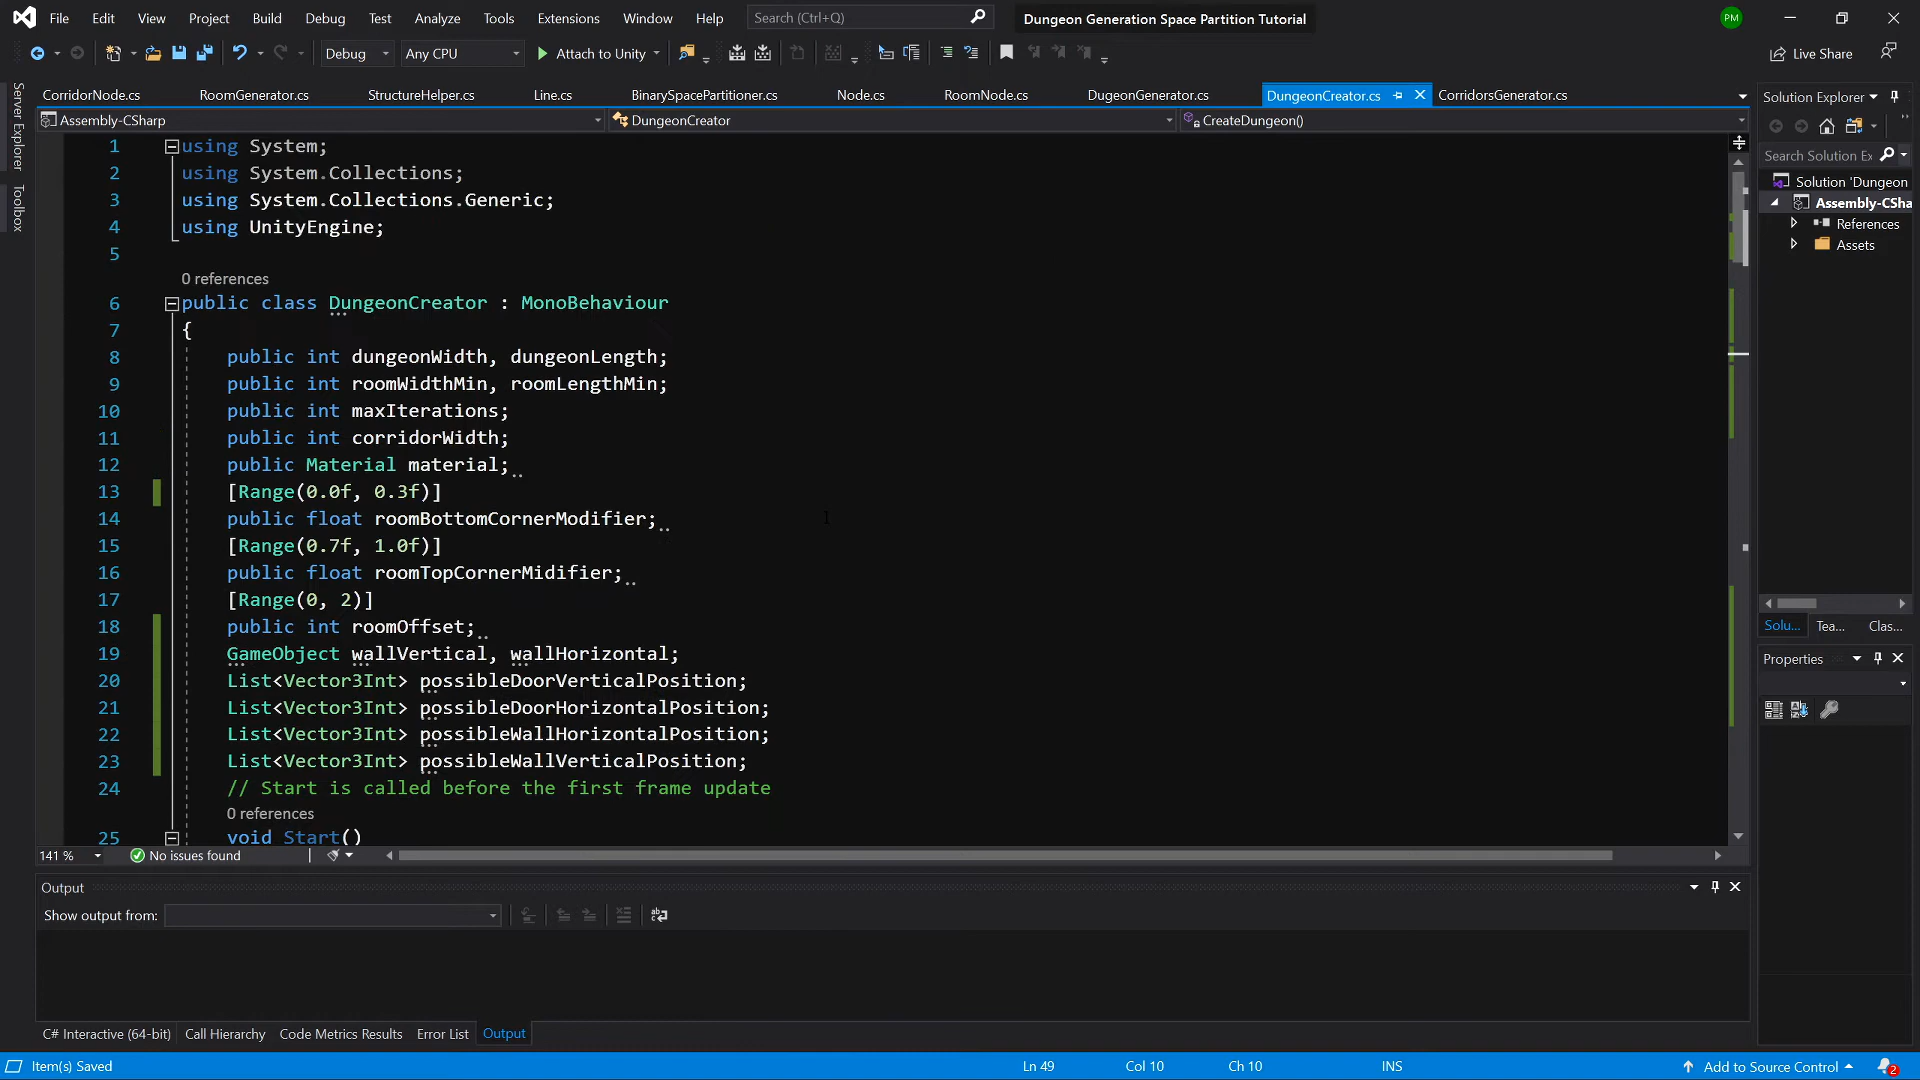 File Edit View Project Build Debug Test Analyze Tools Extensions Window Help Search (Ctrl+Q) Dungeon Generation Space Partition Tutorial PM
Debug Any CPU Attach to Unity Live Share
CorridorNode.cs RoomGenerator.cs StructureHelper.cs Line.cs BinarySpacePartitioner.cs Node.cs RoomNode.cs DugeonGenerator.cs DungeonCreator.cs CorridorsGenerator.cs
Assembly-CSharp DungeonCreator CreateDungeon()
Server Explorer
Toolbox
1 using System;
2 using System.Collections;
3 using System.Collections.Generic;
4 using UnityEngine;
5
0 references
6 public class DungeonCreator : MonoBehaviour
7 {
8 public int dungeonWidth, dungeonLength;
9 public int roomWidthMin, roomLengthMin;
10 public int maxIterations;
11 public int corridorWidth;
12 public Material material;
13 [Range(0.0f, 0.3f)]
14 public float roomBottomCornerModifier;
15 [Range(0.7f, 1.0f)]
16 public float roomTopCornerMidifier;
17 [Range(0, 2)]
18 public int roomOffset;
19 GameObject wallVertical, wallHorizontal;
20 List<Vector3Int> possibleDoorVerticalPosition;
21 List<Vector3Int> possibleDoorHorizontalPosition;
22 List<Vector3Int> possibleWallHorizontalPosition;
23 List<Vector3Int> possibleWallVerticalPosition;
24 // Start is called before the first frame update
0 references
25 void Start()
141 % No issues found
Output
Show output from:
C# Interactive (64-bit) Call Hierarchy Code Metrics Results Error List Output
Solution Explorer
Search Solution Ex
Solution 'Dungeon
Assembly-CSha
References
Assets
Solu... Tea... Clas...
Properties
Item(s) Saved Ln 49 Col 10 Ch 10 INS Add to Source Control 2